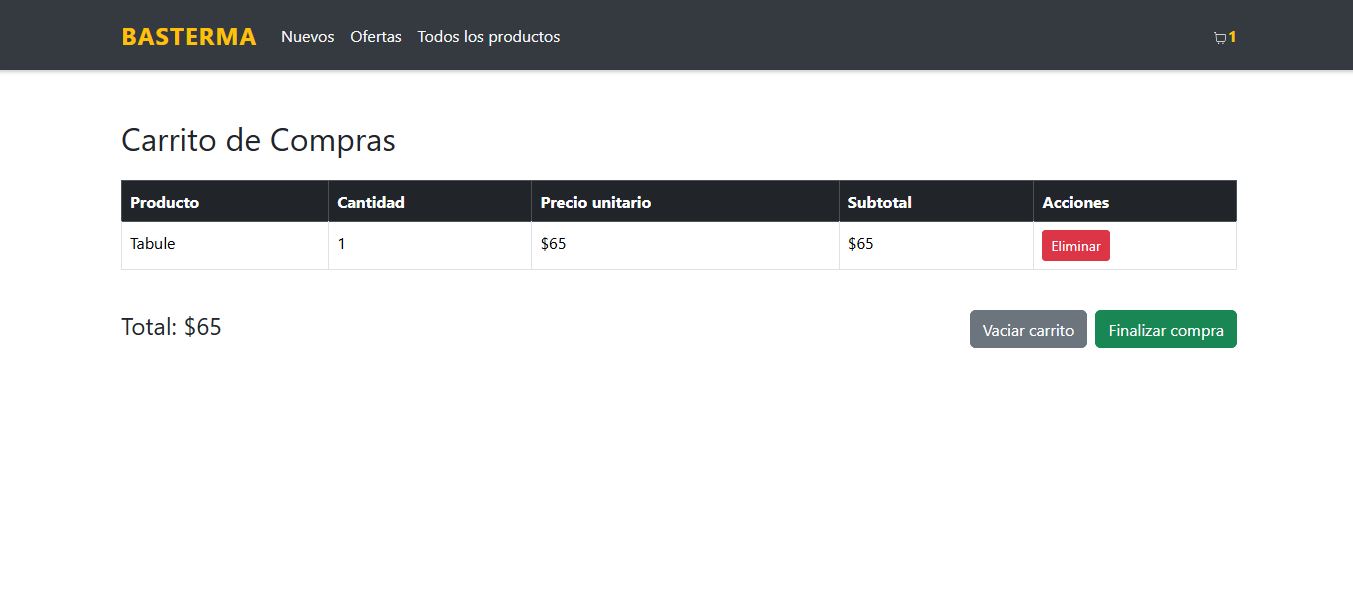 BASTERMA Nuevos Ofertas Todos los productos 1
Carrito de Compras
Producto Cantidad Precio unitario Subtotal Acciones
Tabule 1 $65 $65 Eliminar
Total: $65 Vaciar carrito Finalizar compra